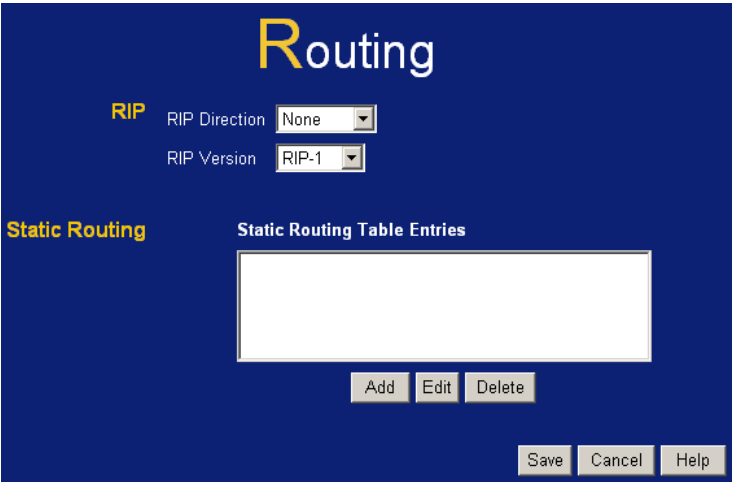 Routing
RIP
RIP Direction None
RIP Version RIP-1
Static Routing
Static Routing Table Entries
Add Edit Delete
Save Cancel Help